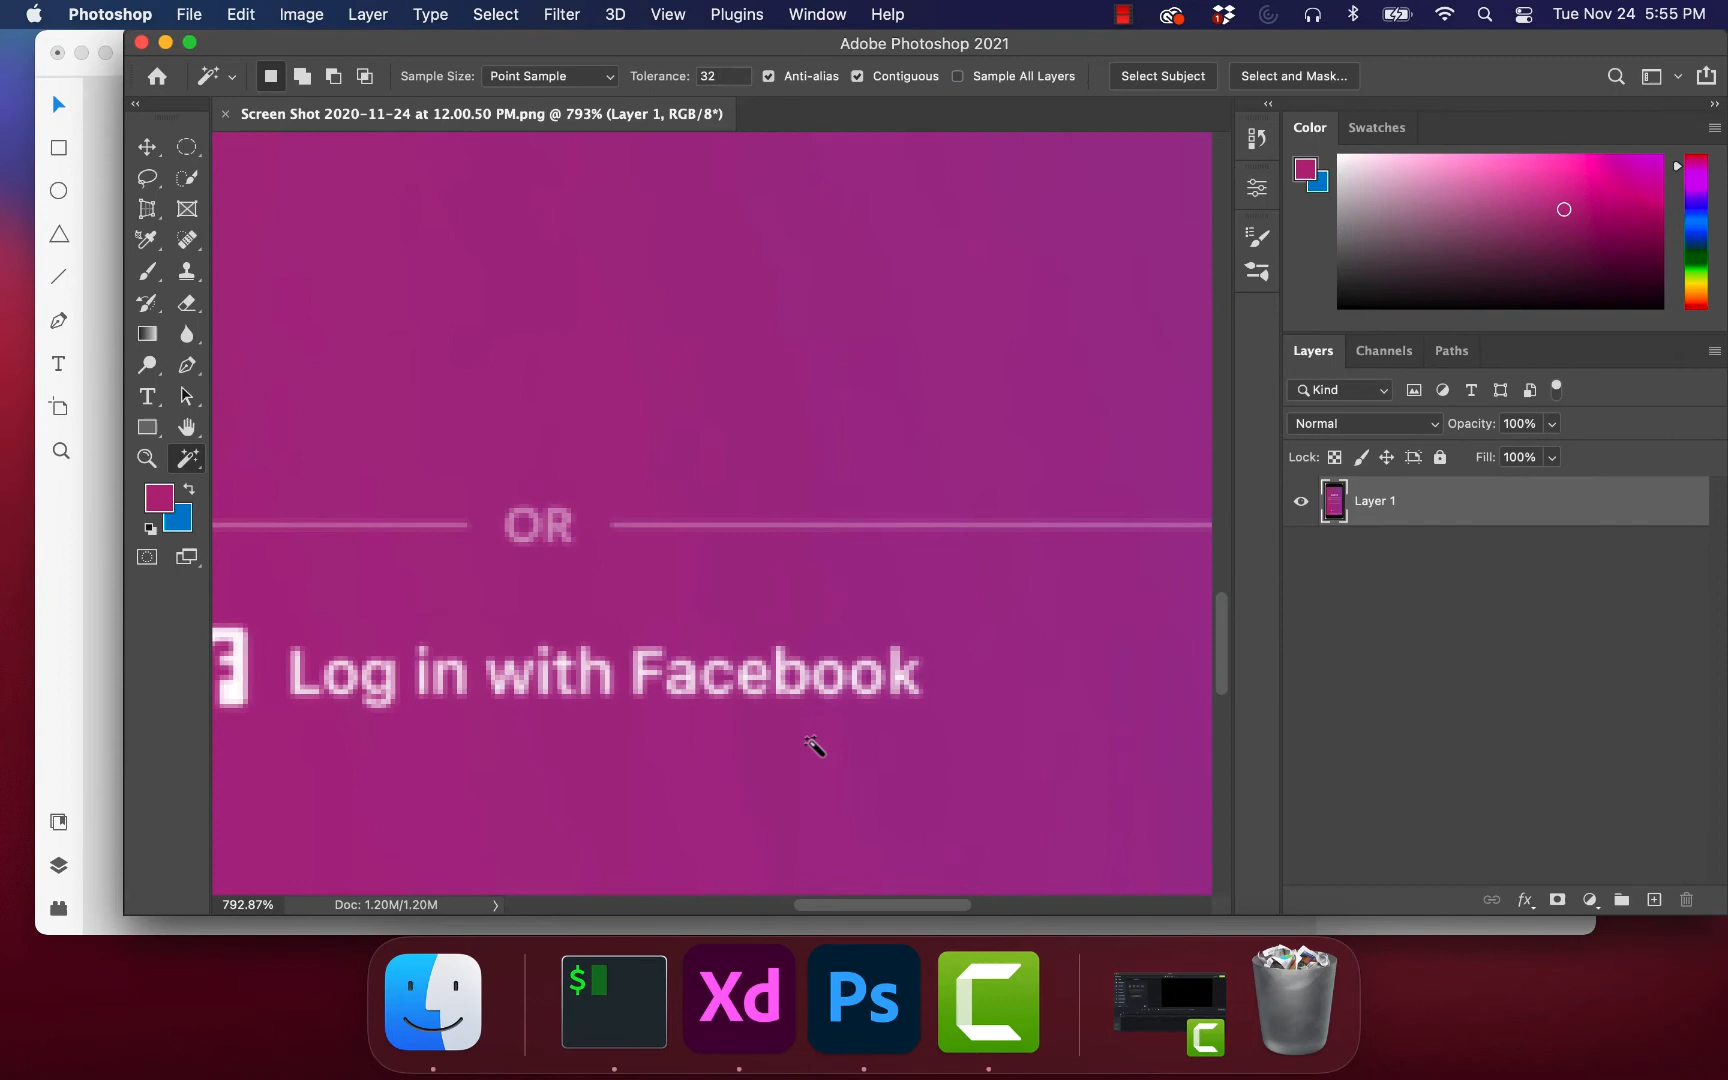 Photoshop File Edit Image Layer Type Select Filter 3D View Plugins Window Help 1 Tue Nov 24 5:55 PM
Adobe Photoshop 2021
Sample Size: Point Sample Tolerance: 32 Anti-alias Contiguous Sample All Layers Select Subject Select and Mask...
Screen Shot 2020-11-24 at 12.00.50 PM.png @ 793% (Layer 1, RGB/8*)
Color Swatches
Layers Channels Paths
Kind
Normal Opacity: 100%
Lock: Fill: 100%
Layer 1
OR
Log in with Facebook
792.87% Doc: 1.20M/1.20M
fx
$ Xd Ps C